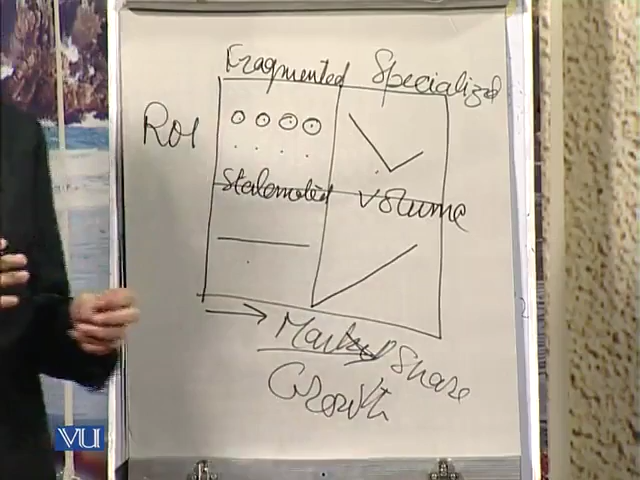 Fragmented Specialized
ROI
Stalemated Volume
Market Share
Growth
VU